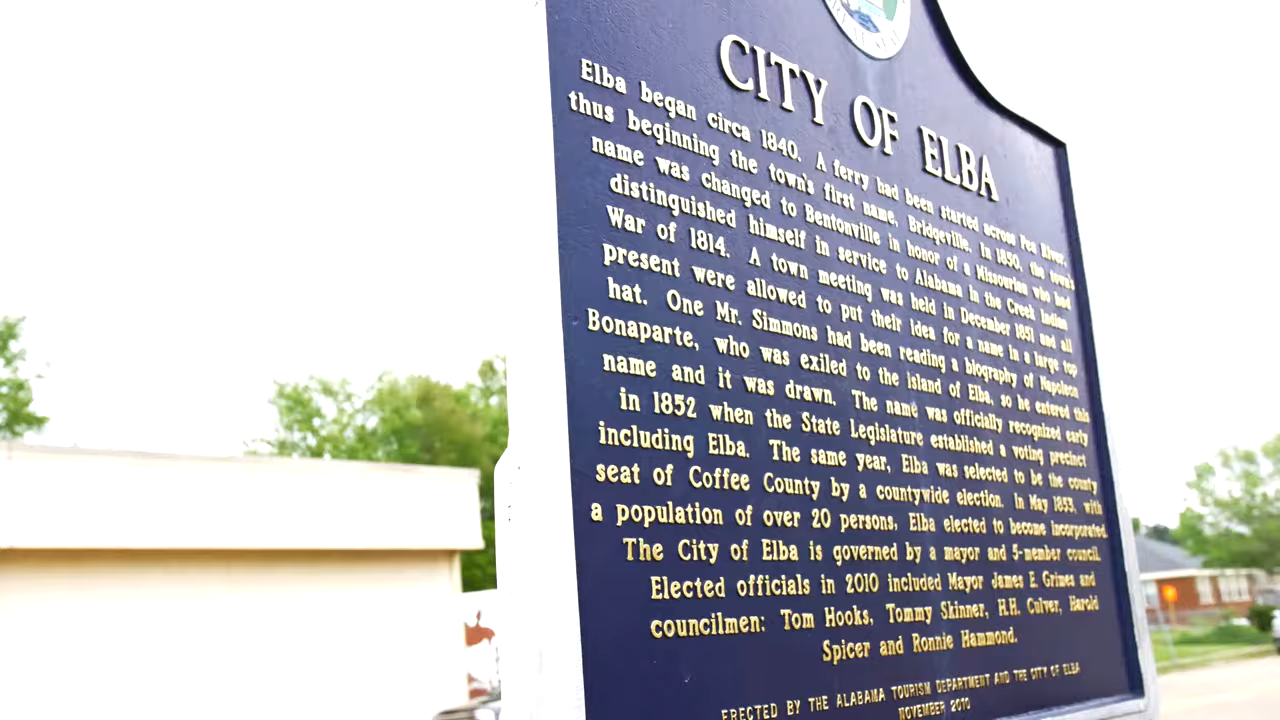 CITY OF ELBA
Elba began circa 1840. A ferry had been started across Pea River,
thus beginning the town's first name, Bridgeville. In 1850, the town's
name was changed to Bentonville in honor of a Missourian who had
distinguished himself in service to Alabama in the Creek Indian
War of 1814. A town meeting was held in December 1851 and all
present were allowed to put their idea for a name in a large top
hat. One Mr. Simmons had been reading a biography of Napoleon
Bonaparte, who was exiled to the island of Elba, so he entered this
name and it was drawn. The name was officially recognized early
in 1852 when the State Legislature established a voting precinct
including Elba. The same year, Elba was selected to be the county
seat of Coffee County by a countywide election. In May 1853, with
a population of over 20 persons, Elba elected to become incorporated.
The City of Elba is governed by a mayor and 5-member council.
Elected officials in 2010 included Mayor James E. Grimes and
councilmen: Tom Hooks, Tommy Skinner, H.H. Culver, Harold
Spicer and Ronnie Hammond.
ERECTED BY THE ALABAMA TOURISM DEPARTMENT AND THE CITY OF ELBA
NOVEMBER 2010